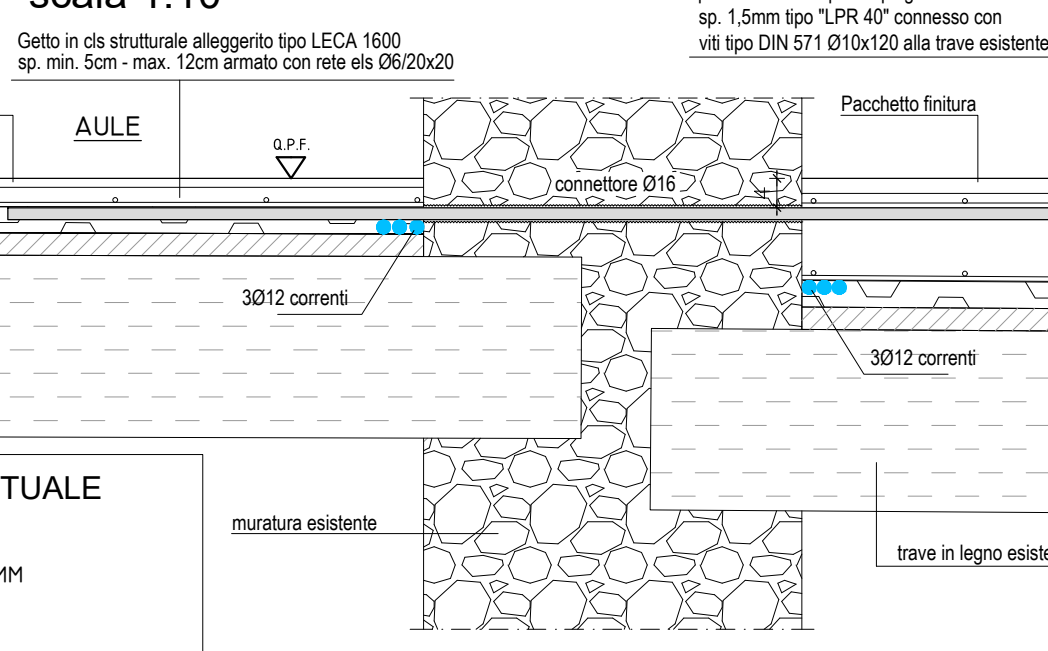 scala 1:10
sp. 1,5mm tipo "LPR 40" connesso con
viti tipo DIN 571 Ø10x120 alla trave esistente
Getto in cls strutturale alleggerito tipo LECA 1600
sp. min. 5cm - max. 12cm armato con rete els Ø6/20x20
Pacchetto finitura
AULE
Q.P.F.
connettore Ø16
4
3Ø12 correnti
3Ø12 correnti
TUALE
muratura esistente
trave in legno esiste
MM